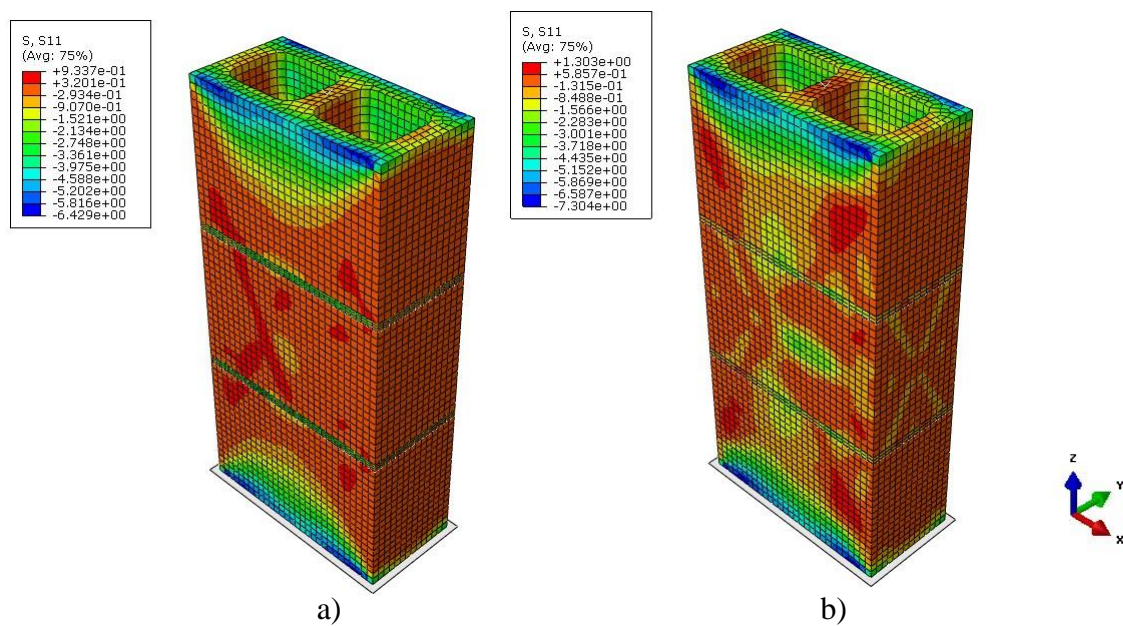 S, S11
(Avg: 75%)
+9.337e-01
+3.201e-01
-2.934e-01
-9.070e-01
-1.521e+00
-2.134e+00
-2.748e+00
-3.361e+00
-3.975e+00
-4.588e+00
-5.202e+00
-5.816e+00
-6.429e+00
S, S11
(Avg: 75%)
+1.303e+00
+5.857e-01
-1.315e-01
-8.488e-01
-1.566e+00
-2.283e+00
-3.001e+00
-3.718e+00
-4.435e+00
-5.152e+00
-5.869e+00
-6.587e+00
-7.304e+00
Z
Y
X
a)
b)